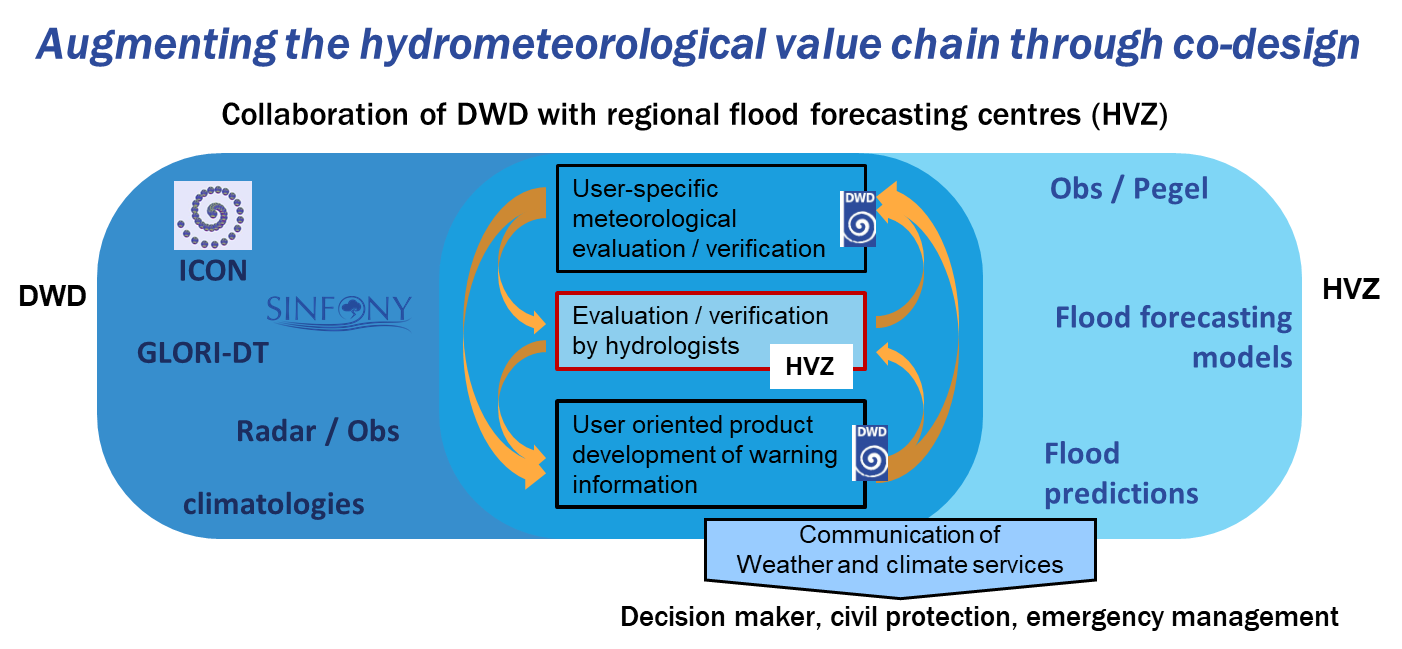 Augmenting the hydrometeorological value chain through co-design
Collaboration of DWD with regional flood forecasting centres (HVZ)
DWD
ICON
SINFONY
GLORI-DT
Radar / Obs
climatologies
User-specific
meteorological
evaluation / verification
DWD
Evaluation / verification
by hydrologists
HVZ
User oriented product
development of warning
information
DWD
Obs / Pegel
Flood forecasting
models
Flood
predictions
HVZ
Communication of
Weather and climate services
Decision maker, civil protection, emergency management